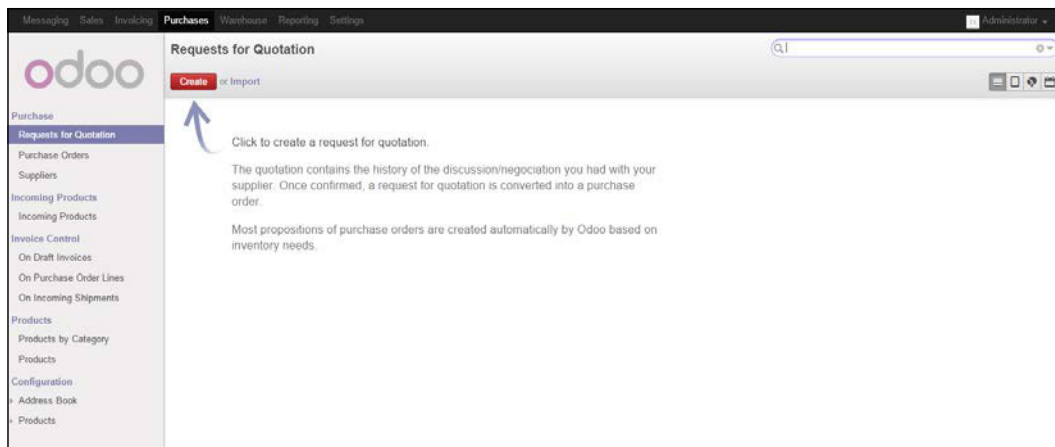 Messaging Sales Invoicing Purchases Warehouse Reporting Settings Administrator
odoo
Requests for Quotation
Create or Import
Purchase
Requests for Quotation
Purchase Orders
Suppliers
Incoming Products
Incoming Products
Invoice Control
On Draft Invoices
On Purchase Order Lines
On Incoming Shipments
Products
Products by Category
Products
Configuration
Address Book
Products
Click to create a request for quotation.
The quotation contains the history of the discussion/negociation you had with your
supplier. Once confirmed, a request for quotation is converted into a purchase
order.
Most propositions of purchase orders are created automatically by Odoo based on
inventory needs.